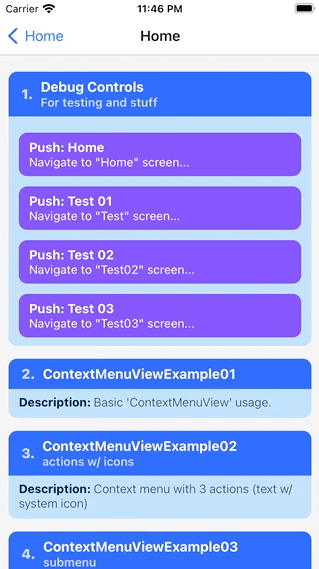 Carrier 11:46 PM
Home Home
1. Debug Controls
For testing and stuff
Push: Home
Navigate to "Home" screen...
Push: Test 01
Navigate to "Test" screen...
Push: Test 02
Navigate to "Test02" screen...
Push: Test 03
Navigate to "Test03" screen...
2. ContextMenuViewExample01
Description: Basic 'ContextMenuView' usage.
3. ContextMenuViewExample02
actions w/ icons
Description: Context menu with 3 actions (text w/
system icon)
4. ContextMenuViewExample03
submenu